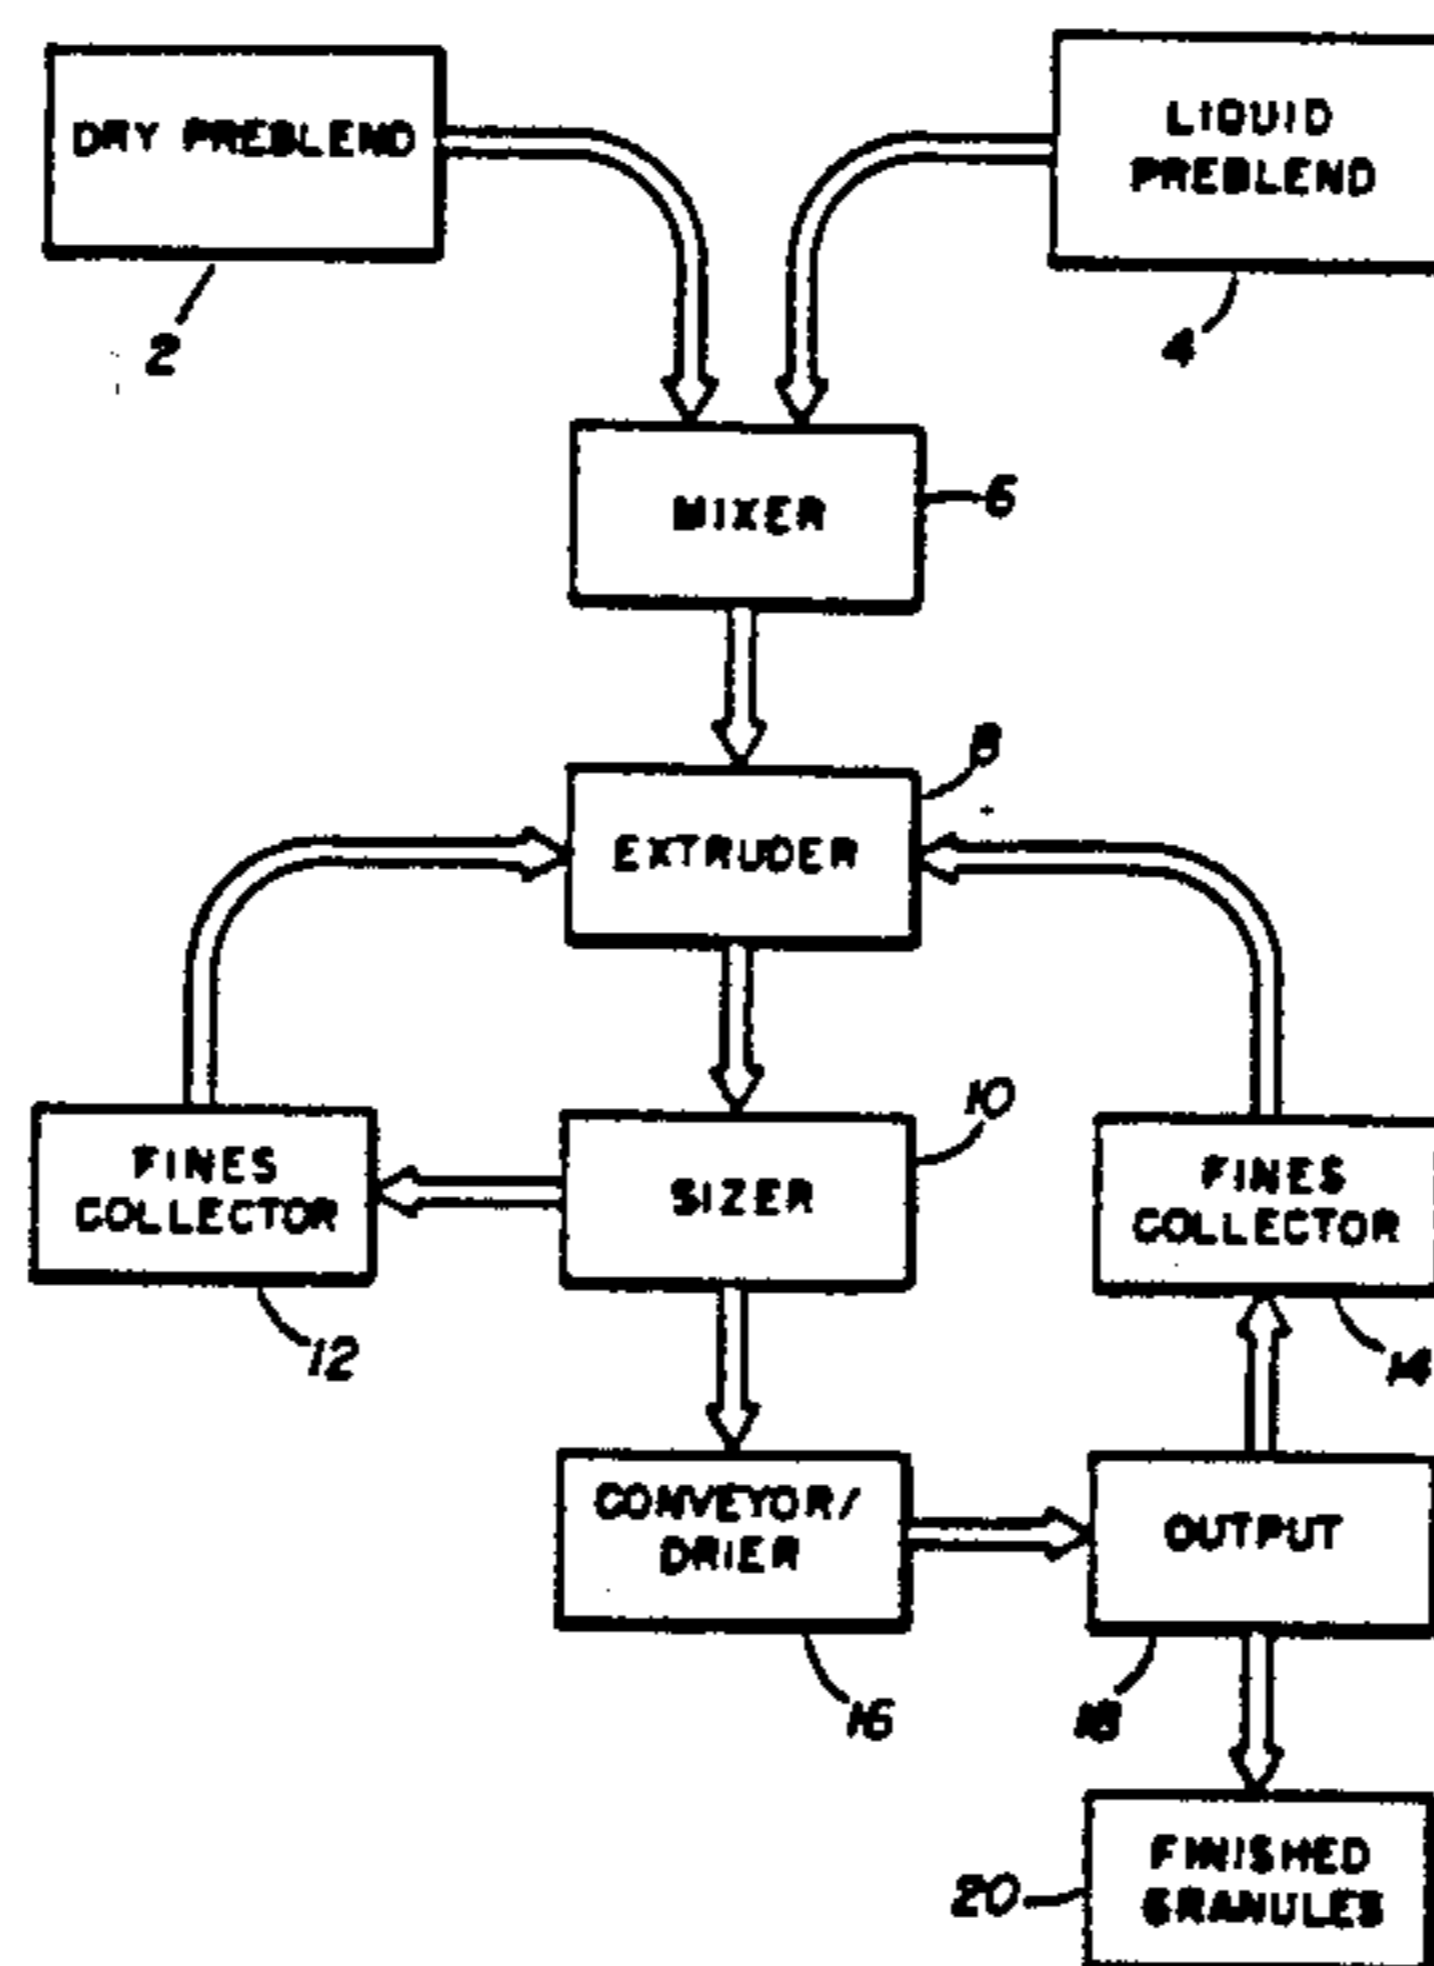 DRY PREBLEND
LIQUID
PREBLEND
2
4
MIXER
6
8
EXTRUDER
10
FINES
COLLECTOR
SIZER
FINES
COLLECTOR
12
14
CONVEYOR/
DRIER
OUTPUT
16
18
FINISHED
GRANULES
20